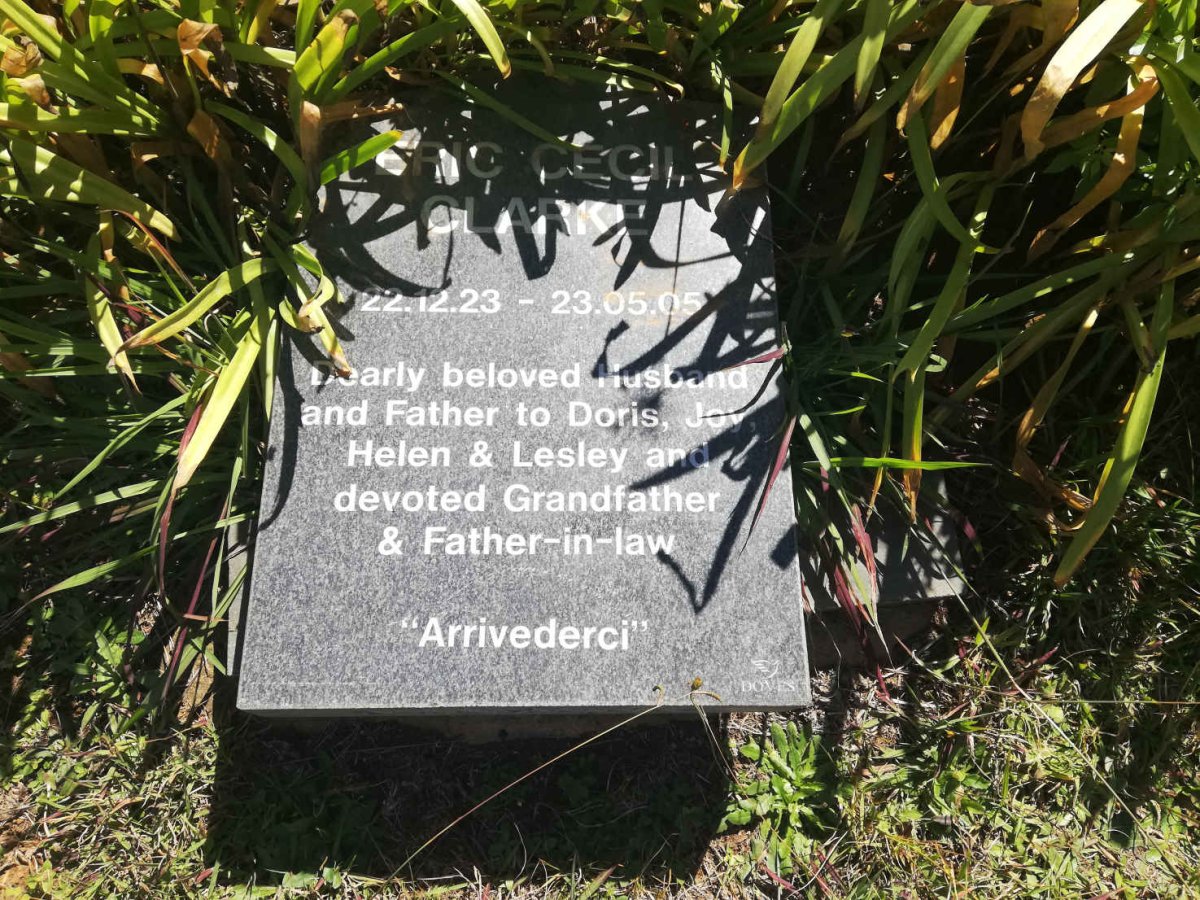 ERIC CECIL
CLARKE
22.12.23 - 23.05.05
Dearly beloved Husband
and Father to Doris, Joy,
Helen & Lesley and
devoted Grandfather
& Father-in-law
“Arrivederci”
DOVES